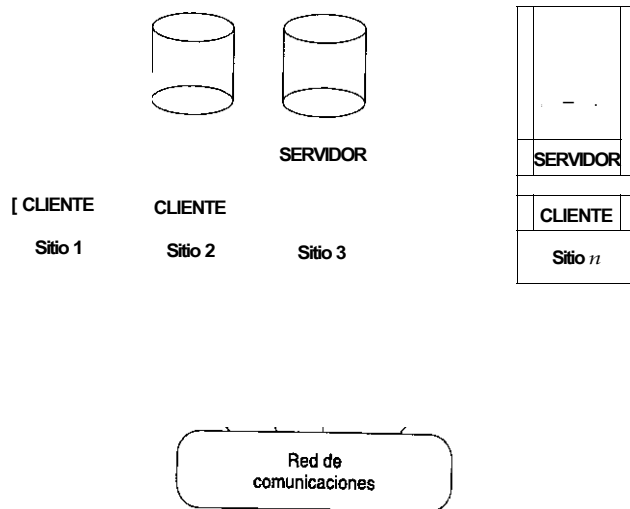 SERVIDOR
SERVIDOR
[ CLIENTE
CLIENTE
CLIENTE
Sitio 1
Sitio 2
Sitio 3
Sitio n
Red de
comunicaciones